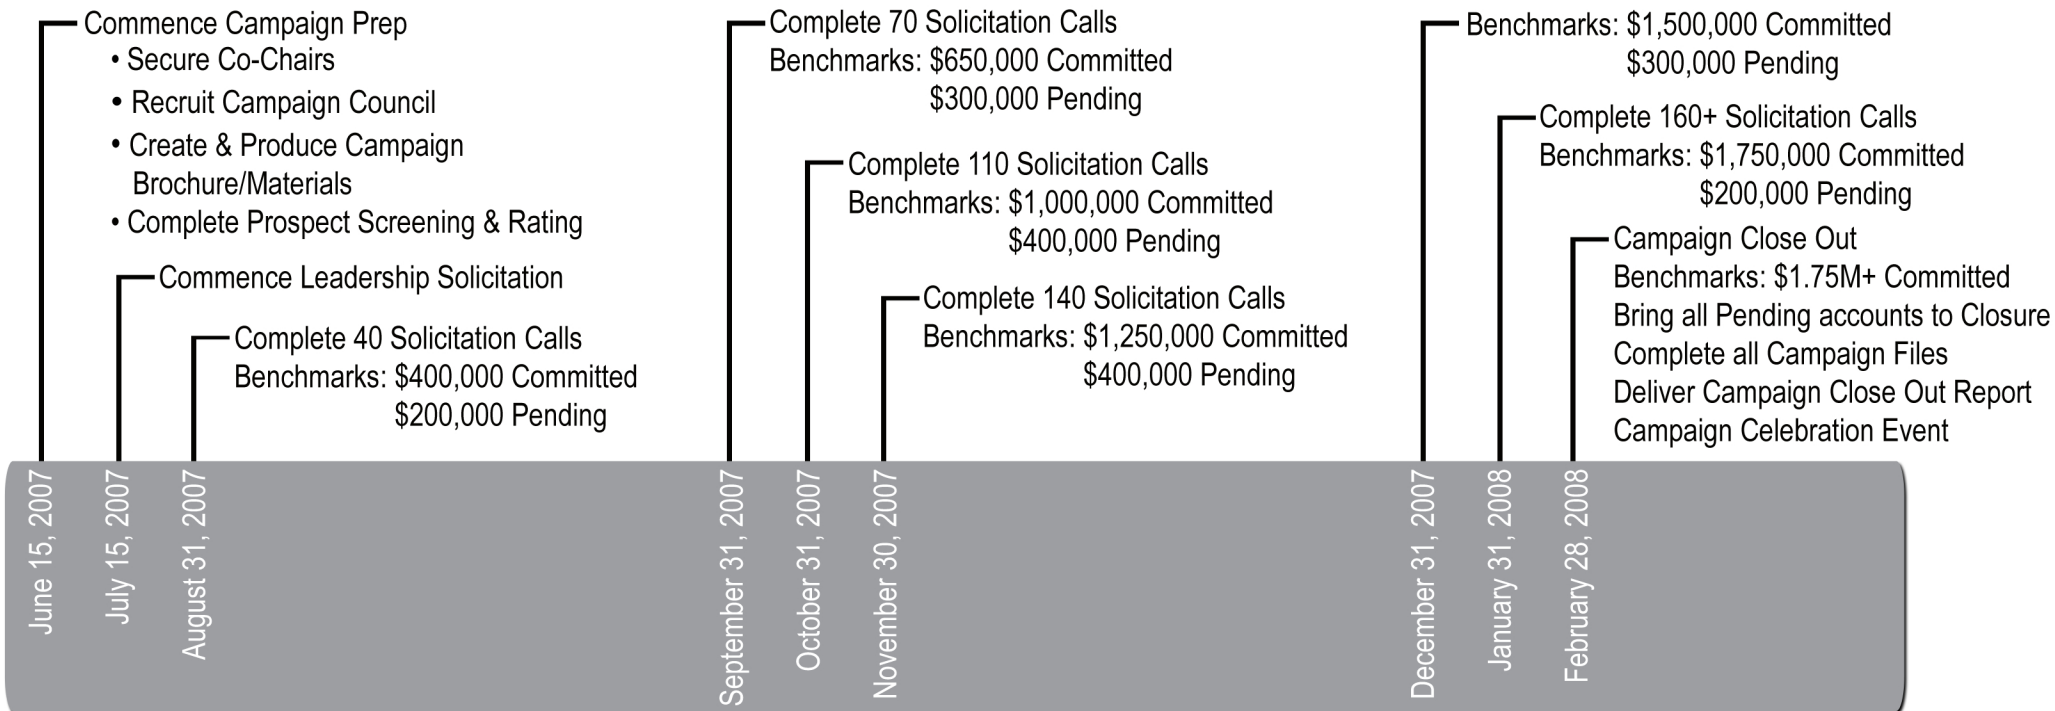 Commence Campaign Prep
• Secure Co-Chairs
• Recruit Campaign Council
• Create & Produce Campaign
Brochure/Materials
• Complete Prospect Screening & Rating
Commence Leadership Solicitation
Complete 40 Solicitation Calls
Benchmarks: $400,000 Committed
$200,000 Pending
Complete 70 Solicitation Calls
Benchmarks: $650,000 Committed
$300,000 Pending
Complete 110 Solicitation Calls
Benchmarks: $1,000,000 Committed
$400,000 Pending
Complete 140 Solicitation Calls
Benchmarks: $1,250,000 Committed
$400,000 Pending
Benchmarks: $1,500,000 Committed
$300,000 Pending
Complete 160+ Solicitation Calls
Benchmarks: $1,750,000 Committed
$200,000 Pending
Campaign Close Out
Benchmarks: $1.75M+ Committed
Bring all Pending accounts to Closure
Complete all Campaign Files
Deliver Campaign Close Out Report
Campaign Celebration Event
June 15, 2007
July 15, 2007
August 31, 2007
September 31, 2007
October 31, 2007
November 30, 2007
December 31, 2007
January 31, 2008
February 28, 2008